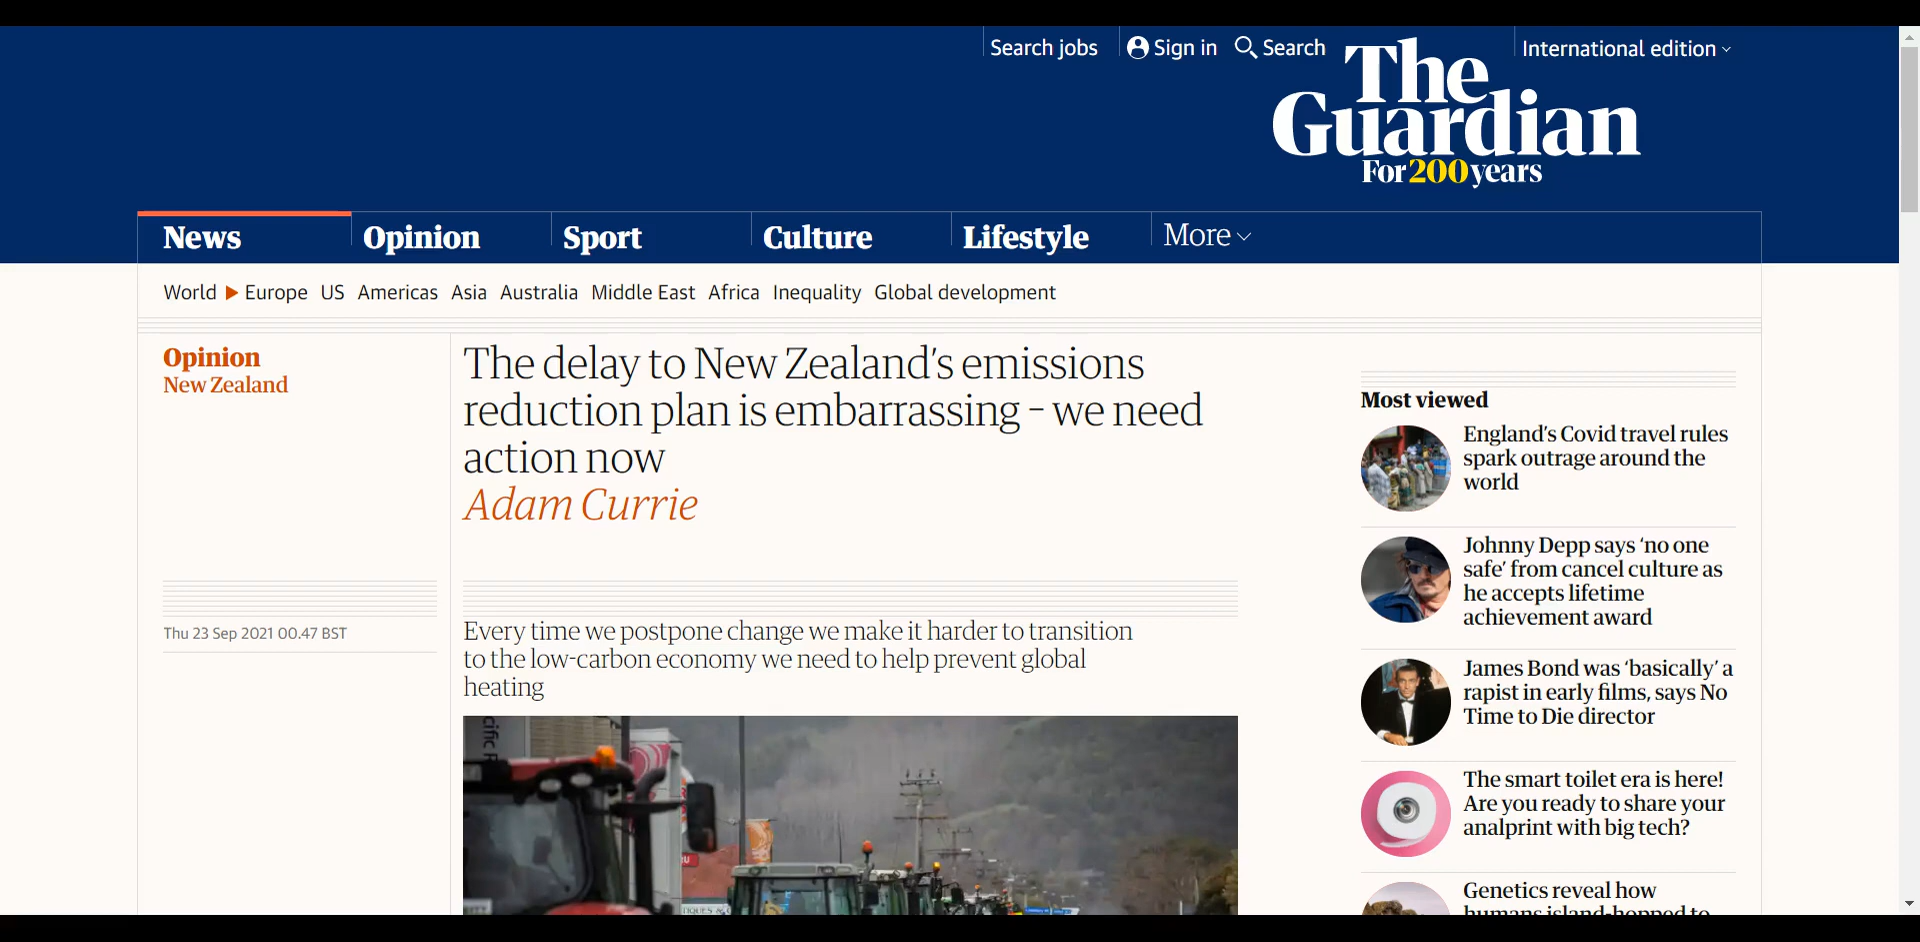 Search jobs
Sign in
Search
International edition
The
Guardian
For 200 years
News
Opinion
Sport
Culture
Lifestyle
More
World
Europe
US
Americas
Asia
Australia
Middle East
Africa
Inequality
Global development
Opinion
New Zealand
The delay to New Zealand's emissions
reduction plan is embarrassing – we need
action now
Adam Currie
Thu 23 Sep 2021 00.47 BST
Every time we postpone change we make it harder to transition
to the low-carbon economy we need to help prevent global
heating
Most viewed
England's Covid travel rules
spark outrage around the
world
Johnny Depp says ‘no one
safe’ from cancel culture as
he accepts lifetime
achievement award
James Bond was ‘basically’ a
rapist in early films, says No
Time to Die director
The smart toilet era is here!
Are you ready to share your
analprint with big tech?
Genetics reveal how
humans island-hopped to